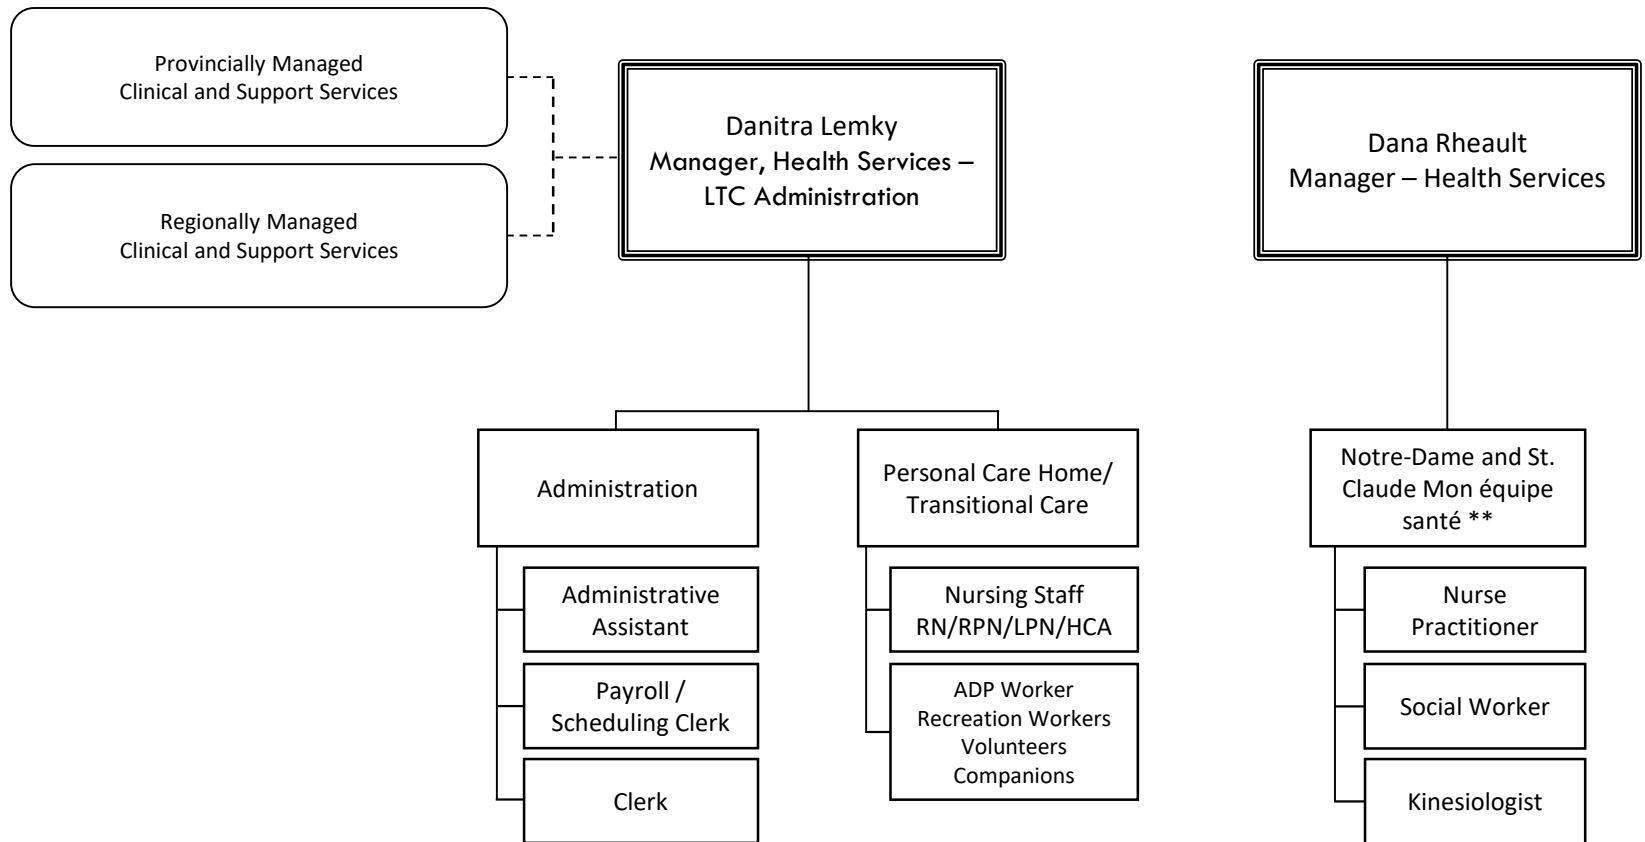 Provincially Managed
Clinical and Support Services
Regionally Managed
Clinical and Support Services
Danitra Lemky
Manager, Health Services –
LTC Administration
Dana Rheault
Manager – Health Services
Administration
Administrative
Assistant
Payroll /
Scheduling Clerk
Clerk
Personal Care Home/
Transitional Care
Nursing Staff
RN/RPN/LPN/HCA
ADP Worker
Recreation Workers
Volunteers
Companions
Notre-Dame and St.
Claude Mon équipe
santé **
Nurse
Practitioner
Social Worker
Kinesiologist